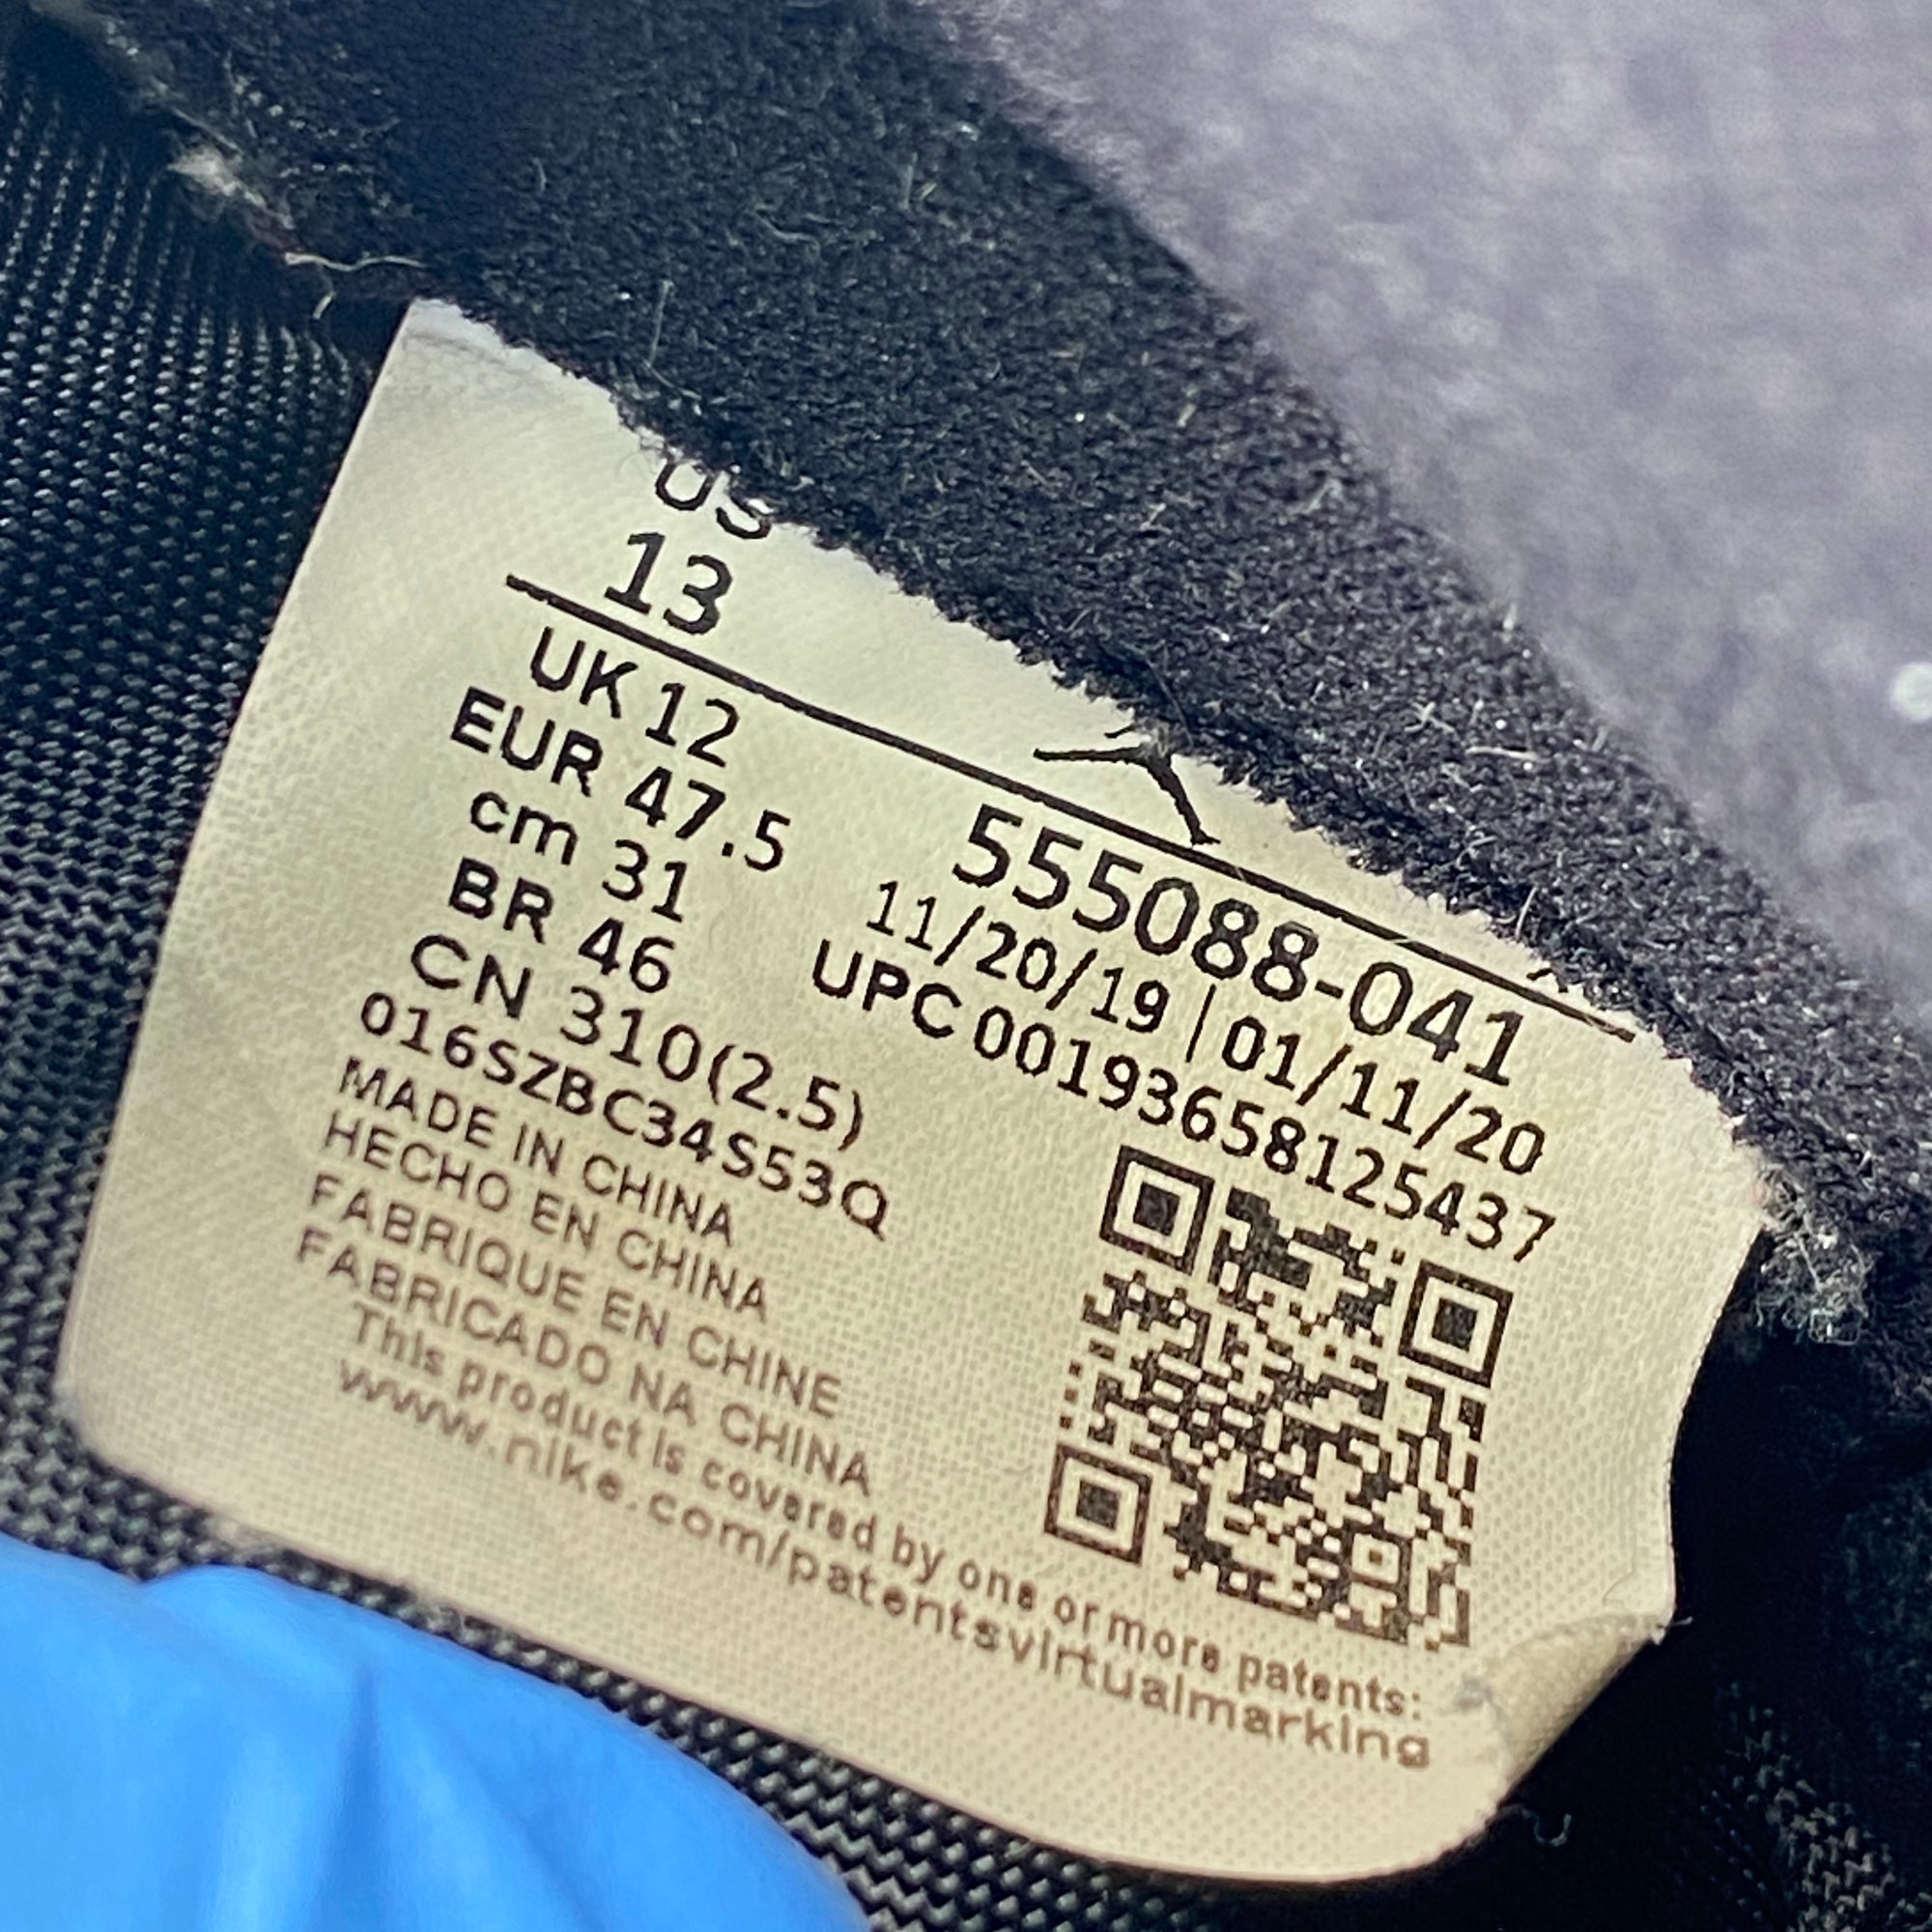 US
13
UK 12
EUR 47.5
cm 31
BR 46
CN 310(2.5)
016SZBC34S53Q
MADE IN CHINA
HECHO EN CHINA
FABRIQUE EN CHINE
FABRICADO NA CHINA
555088-041
11/20/19 | 01/11/20
UPC 00193658125437
This product is covered by one or more patents:
www.nike.com/patentsvirtualmarking